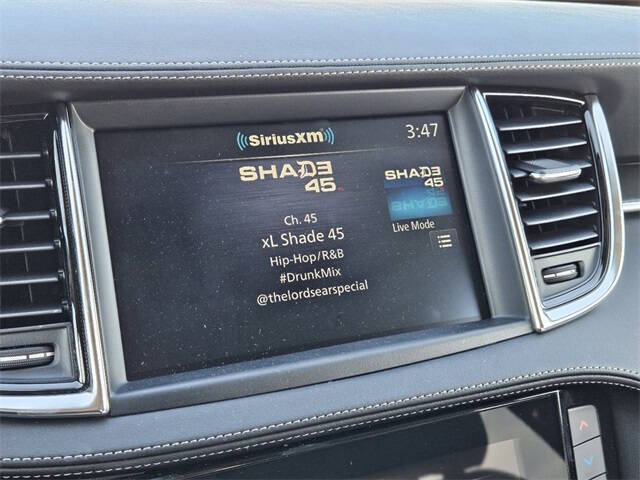 SiriusXM
3:47
SHADE
45
SHADE
45
Ch. 45
xL Shade 45
Live Mode
Hip-Hop/R&B
#DrunkMix
@thelordsearspecial